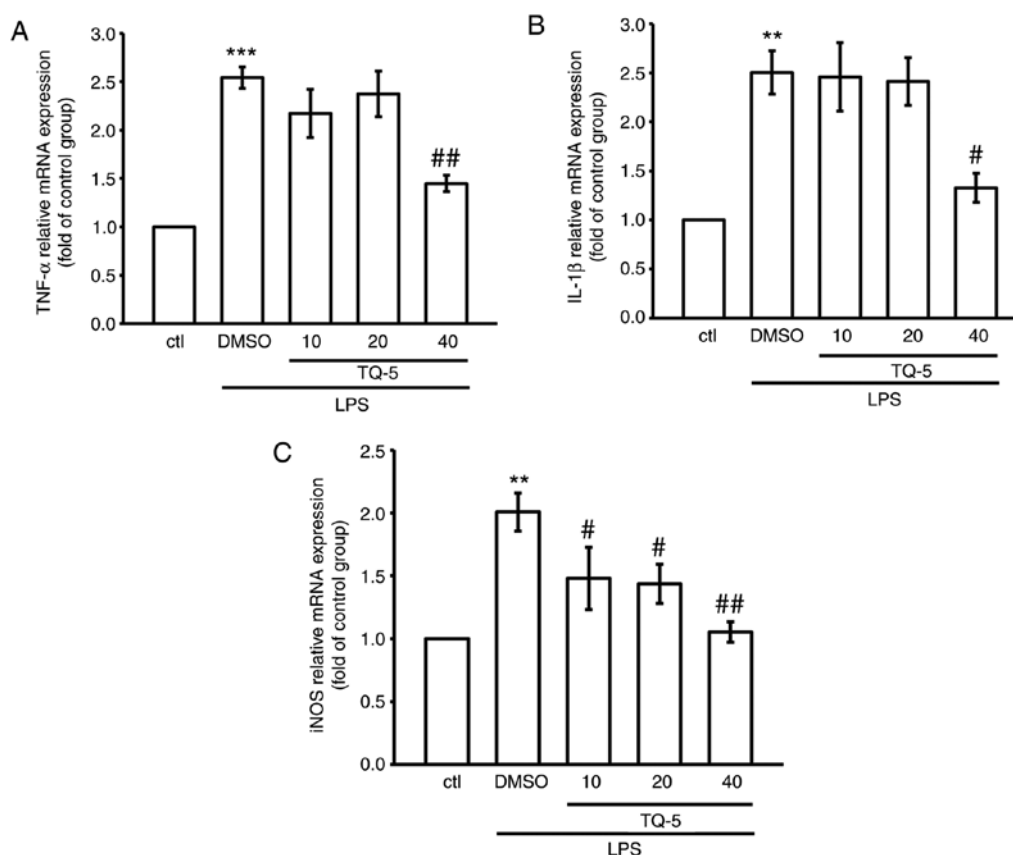 A
TNF-α relative mRNA expression
(fold of control group)
3.0
2.5
2.0
1.5
1.0
0.5
0.0
***
##
ctl DMSO 10 20 40
TQ-5
LPS
B
IL-1β relative mRNA expression
(fold of control group)
3.0
2.5
2.0
1.5
1.0
0.5
0.0
**
#
ctl DMSO 10 20 40
TQ-5
LPS
C
iNOS relative mRNA expression
(fold of control group)
2.5
2.0
1.5
1.0
0.5
0.0
**
# # ##
ctl DMSO 10 20 40
TQ-5
LPS